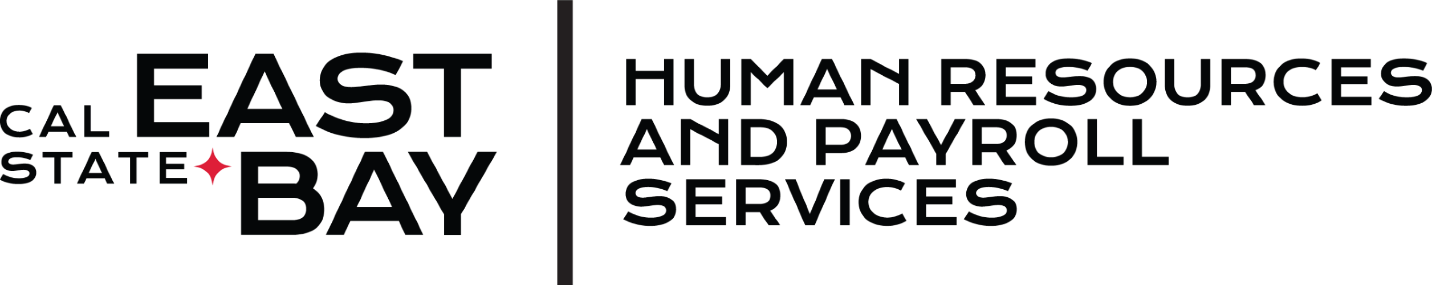 CAL EAST
STATE BAY
HUMAN RESOURCES
AND PAYROLL
SERVICES